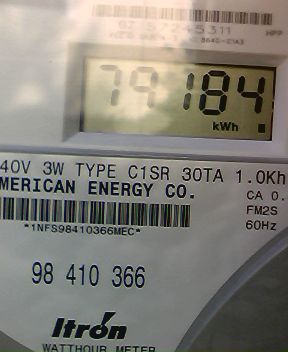 HPP
79184
kWh
40V 3W TYPE C1SR 30TA 1.0Kh
MERICAN ENERGY CO.
CA 0.
FM2S
60Hz
*1NFS98410366MEC*
98 410 366
Itron
WATTHOUR METER